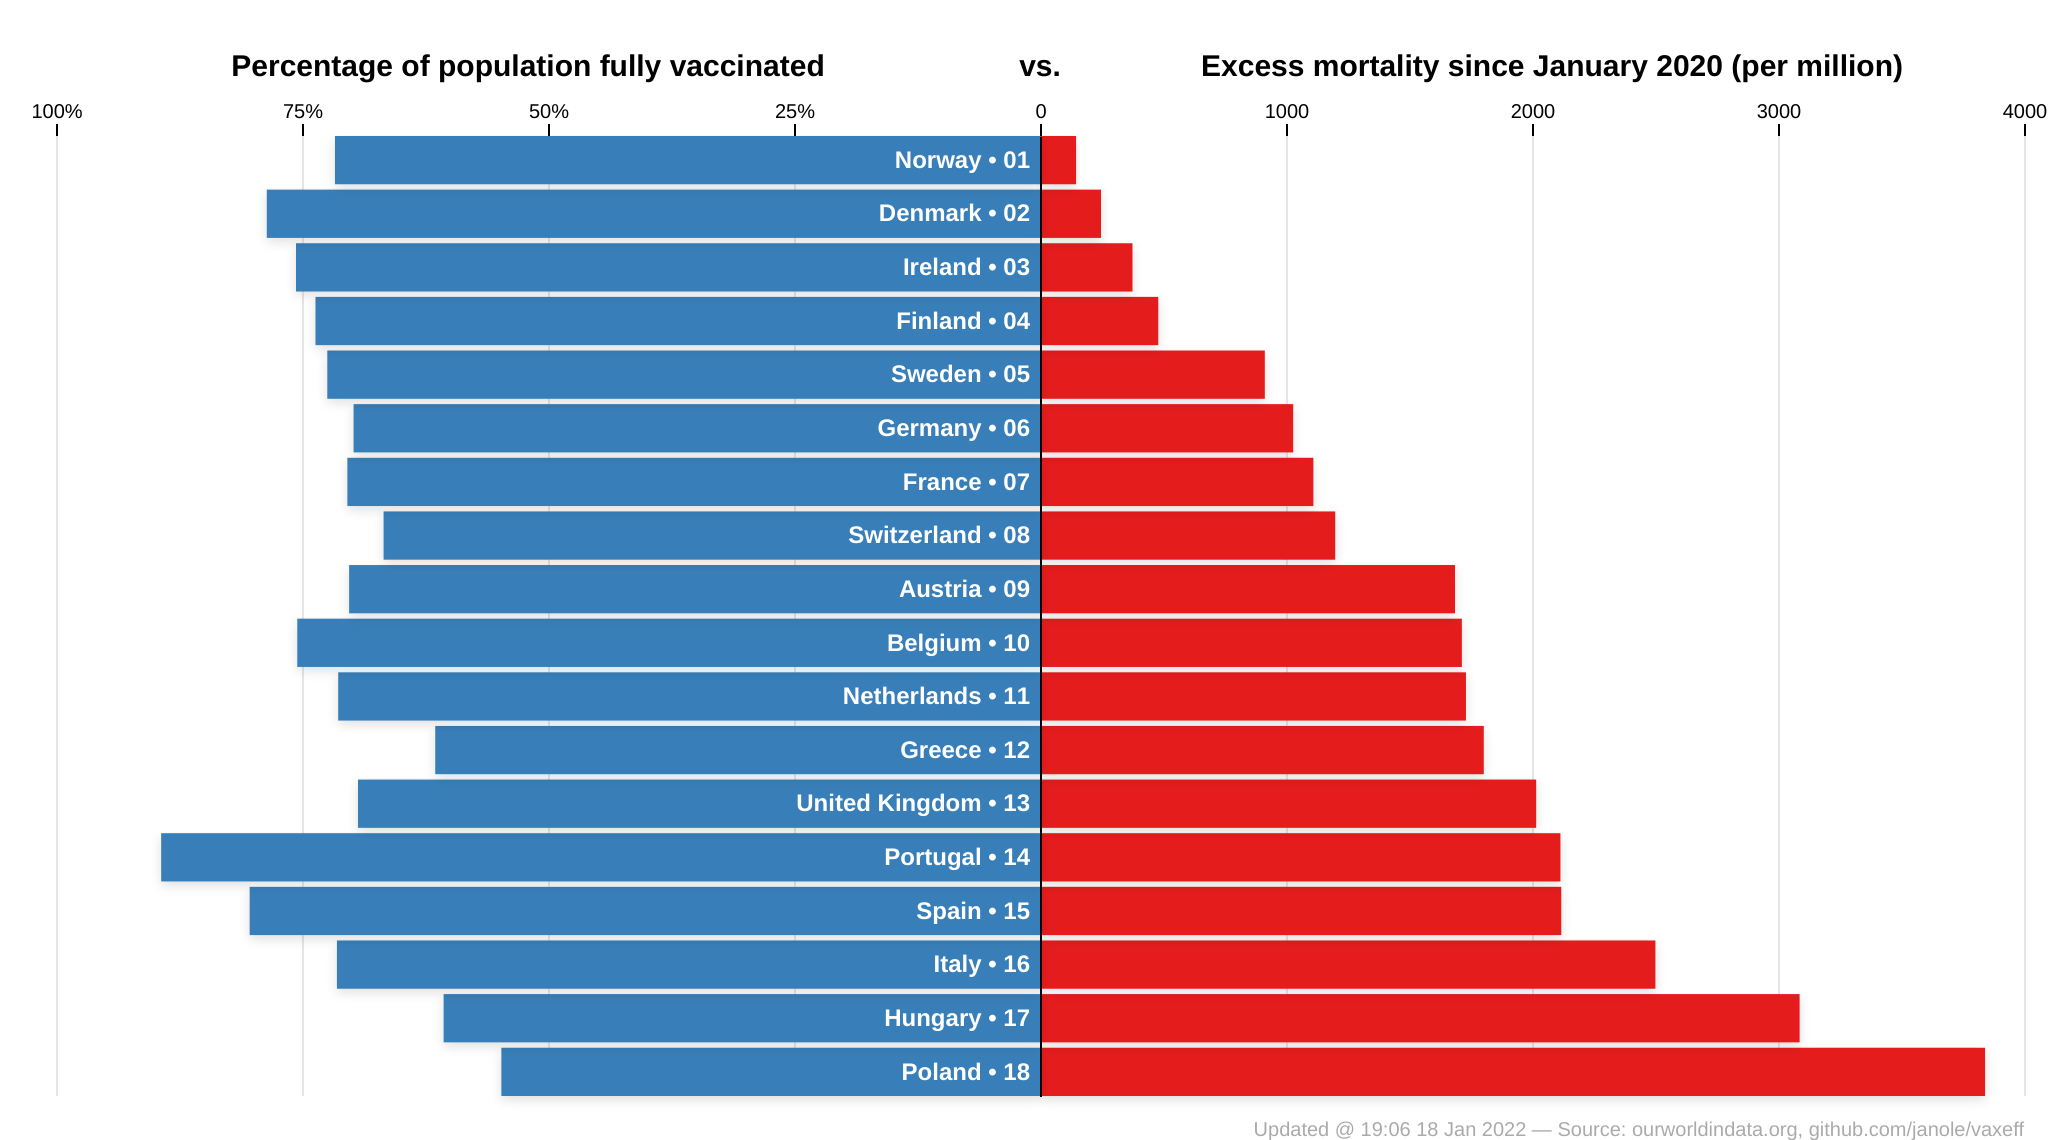 Percentage of population fully vaccinated vs. Excess mortality since January 2020 (per million)
100% 75% 50% 25% 0 1000 2000 3000 4000
Norway • 01
Denmark • 02
Ireland • 03
Finland • 04
Sweden • 05
Germany • 06
France • 07
Switzerland • 08
Austria • 09
Belgium • 10
Netherlands • 11
Greece • 12
United Kingdom • 13
Portugal • 14
Spain • 15
Italy • 16
Hungary • 17
Poland • 18
Updated @ 19:06 18 Jan 2022 — Source: ourworldindata.org, github.com/janole/vaxeff